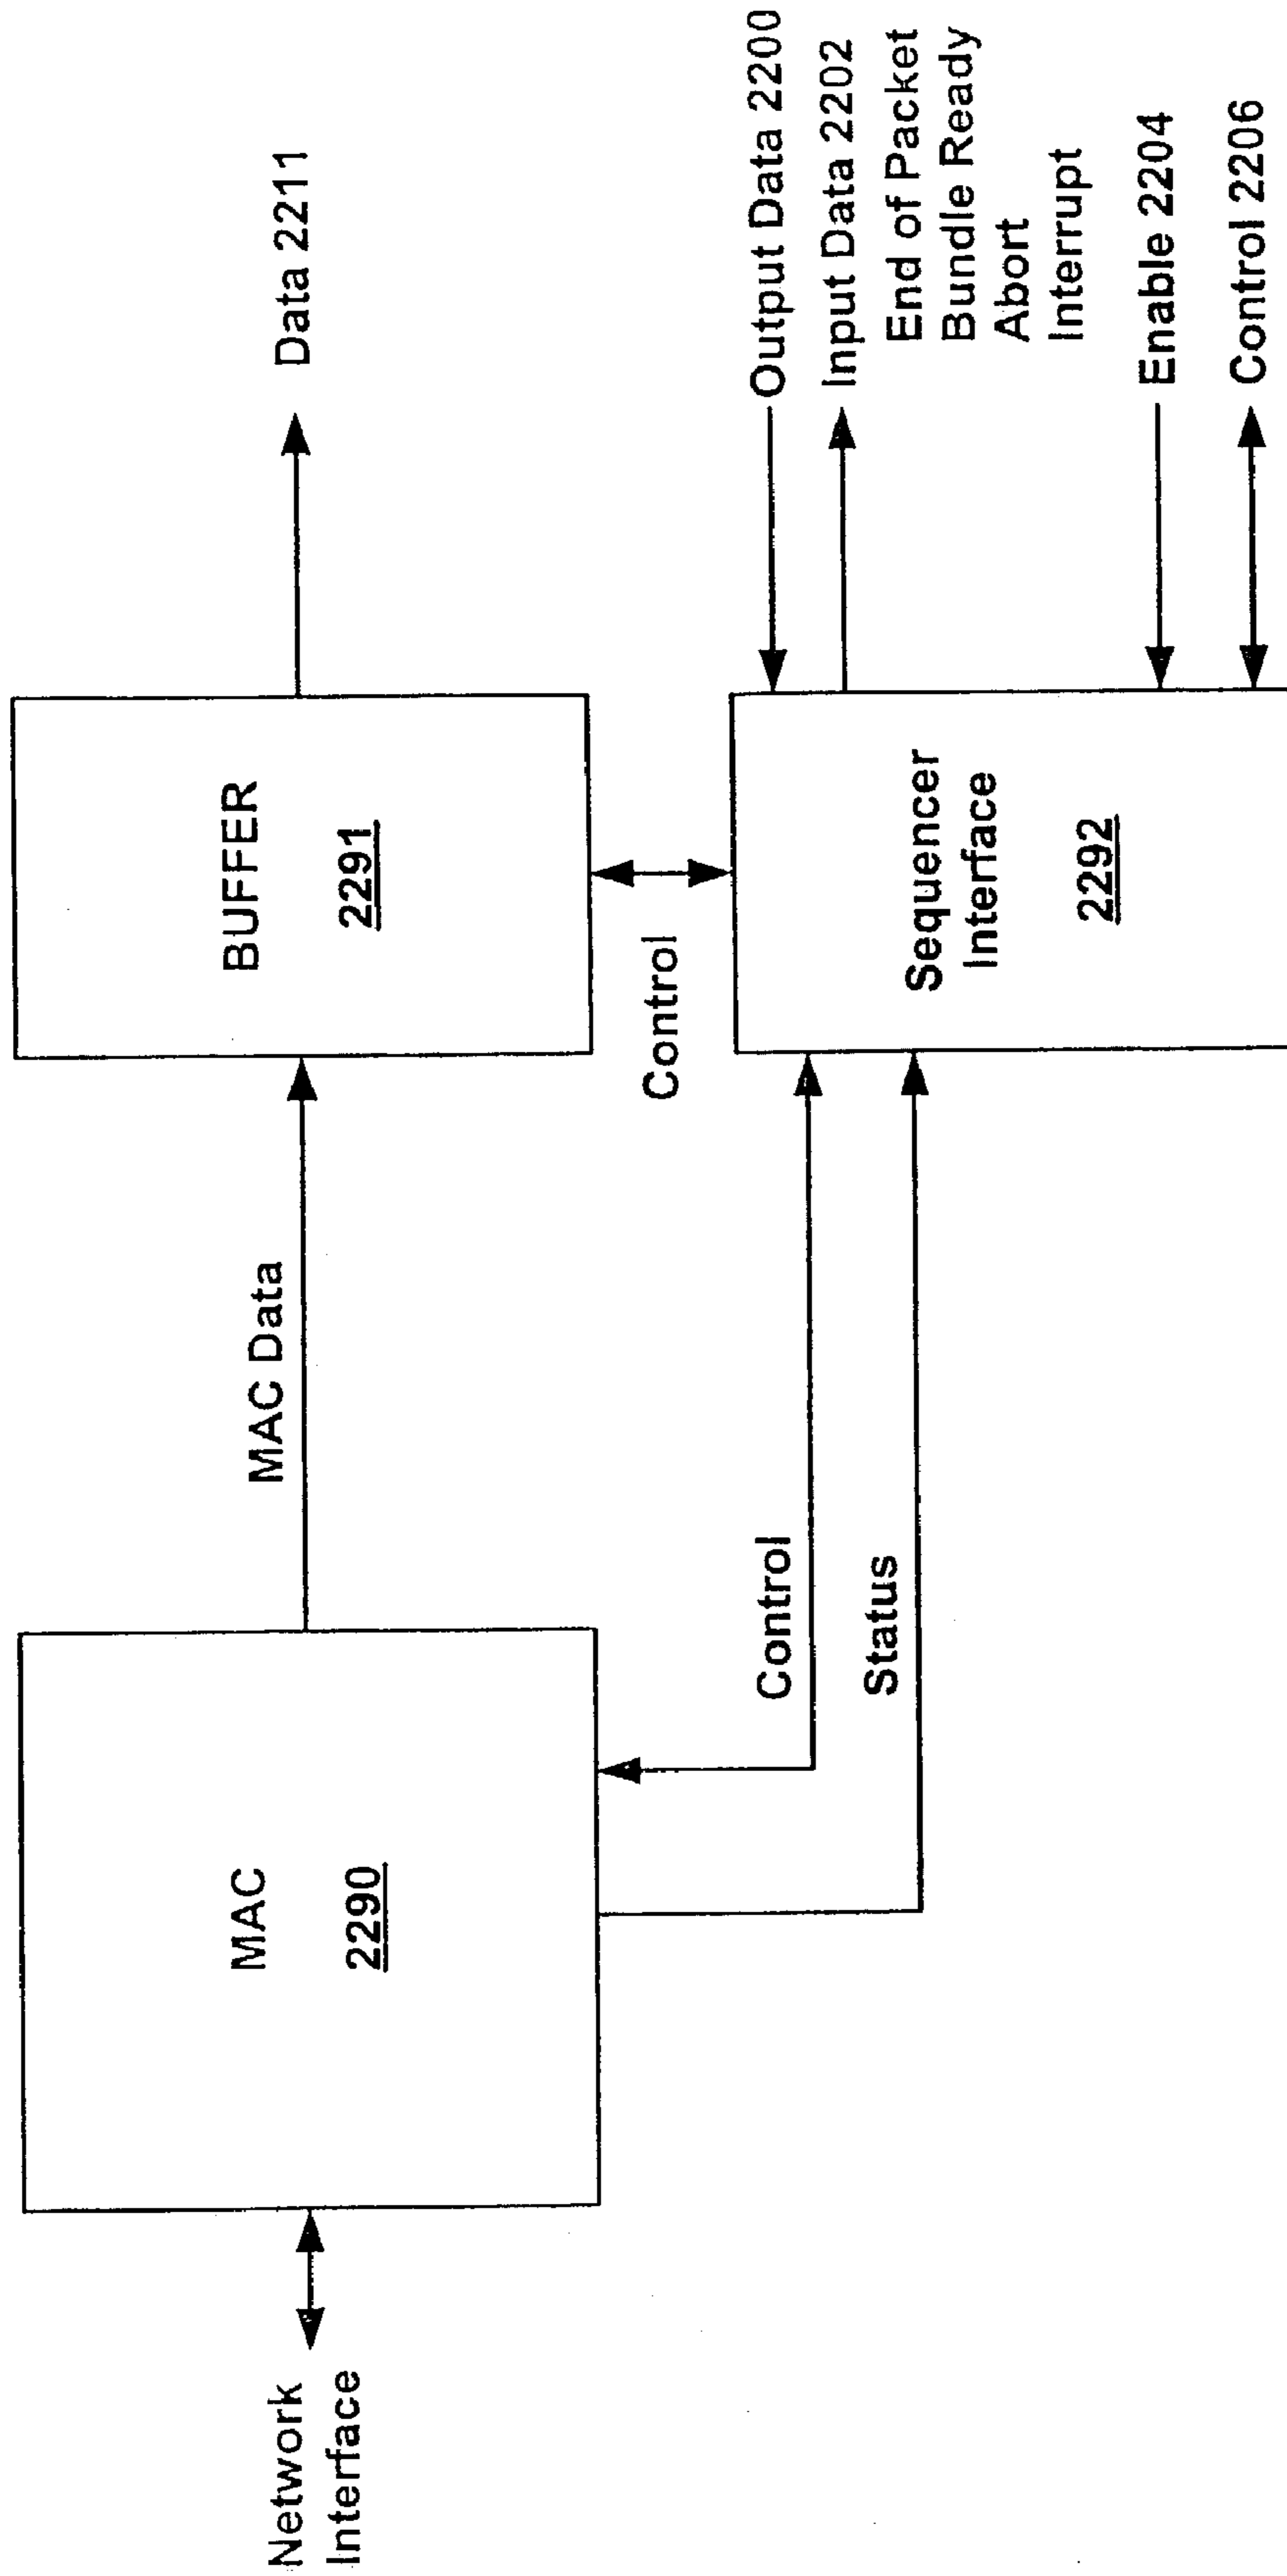 Network
Interface
MAC
2290
MAC Data
BUFFER
2291
Data 2211
Control
Status
Control
Sequencer
Interface
2292
Output Data 2200
Input Data 2202
End of Packet
Bundle Ready
Abort
Interrupt
Enable 2204
Control 2206